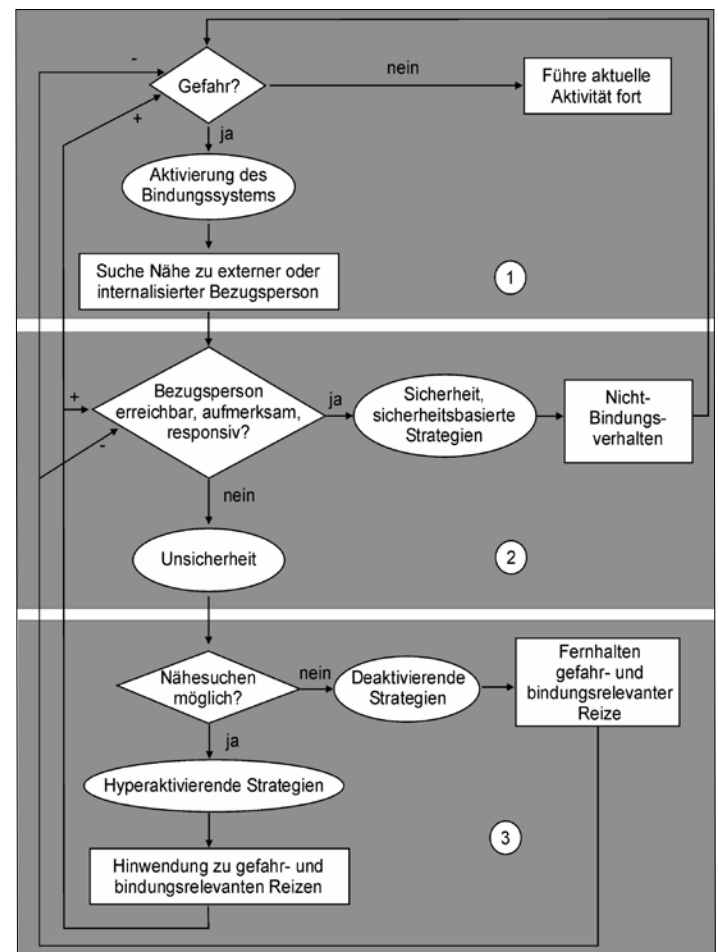 -
Gefahr?
nein
Führe aktuelle
Aktivität fort
+
ja
Aktivierung des
Bindungssystems
Suche Nähe zu externer oder
internalisierter Bezugsperson
1
+
Bezugsperson
erreichbar, aufmerksam,
responsiv?
-
ja
Sicherheit,
sicherheitsbasierte
Strategien
Nicht-
Bindungs-
verhalten
nein
Unsicherheit
2
Nähesuchen
möglich?
nein
Deaktivierende
Strategien
Fernhalten
gefahr- und
bindungsrelevanter
Reize
ja
Hyperaktivierende Strategien
3
Hinwendung zu gefahr- und
bindungsrelevanten Reizen